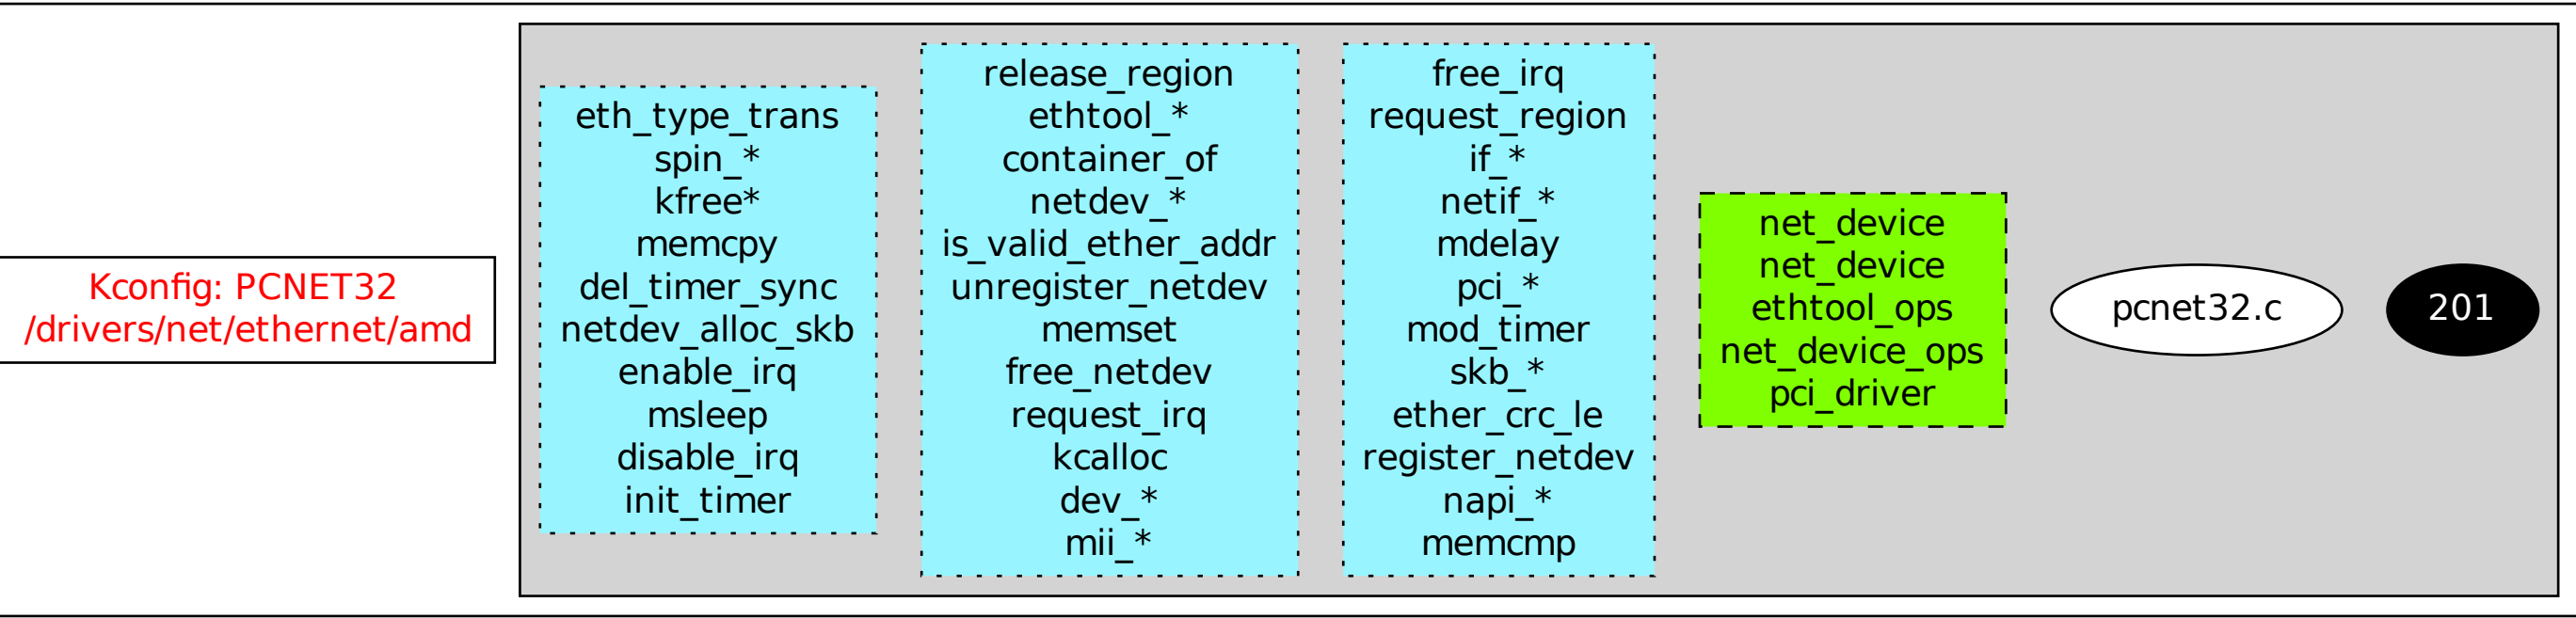 Kconfig: PCNET32
/drivers/net/ethernet/amd
eth_type_trans
spin_*
kfree*
memcpy
del_timer_sync
netdev_alloc_skb
enable_irq
msleep
disable_irq
init_timer
release_region
ethtool_*
container_of
netdev_*
is_valid_ether_addr
unregister_netdev
memset
free_netdev
request_irq
kcalloc
dev_*
mii_*
free_irq
request_region
if_*
netif_*
mdelay
pci_*
mod_timer
skb_*
ether_crc_le
register_netdev
napi_*
memcmp
net_device
net_device
ethtool_ops
net_device_ops
pci_driver
pcnet32.c
201